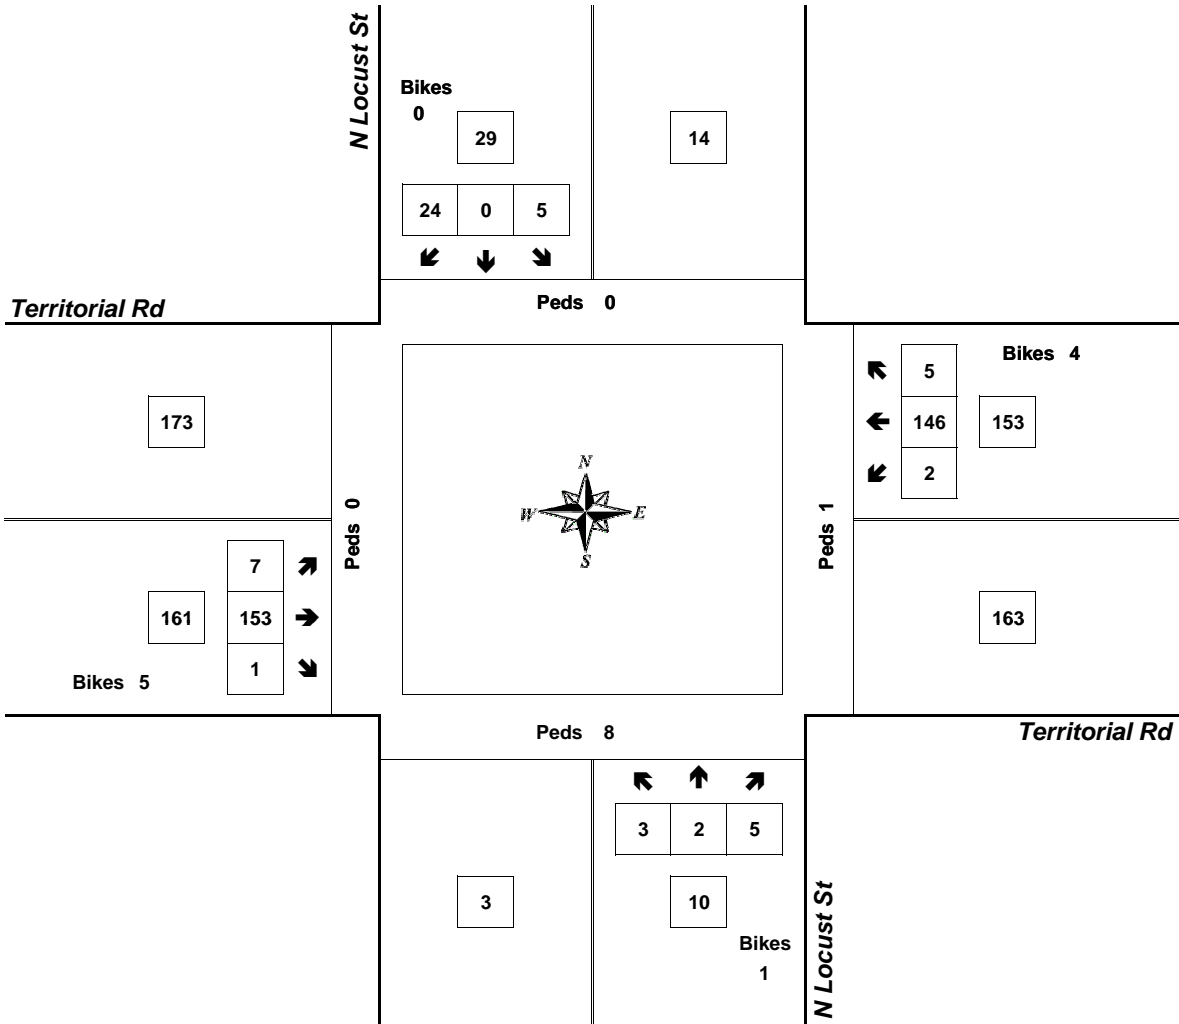 N Locust St
Bikes
0
29
14
24 0 5
Peds 0
Territorial Rd
Bikes 4
5
173
146 153
2
N
W E
S
Peds 0
Peds 1
7
161 153
163
1
Bikes 5
Peds 8
Territorial Rd
3 2 5
3
10
Bikes
1
N Locust St